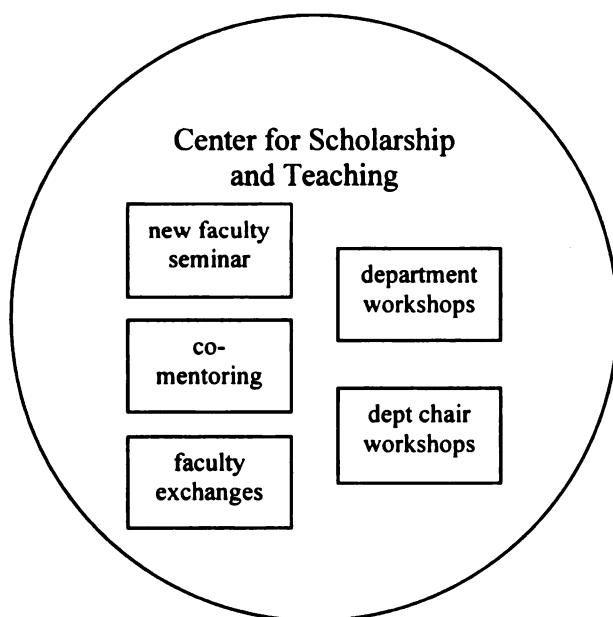 Center for Scholarship
and Teaching
new faculty
seminar
co-
mentoring
faculty
exchanges
department
workshops
dept chair
workshops